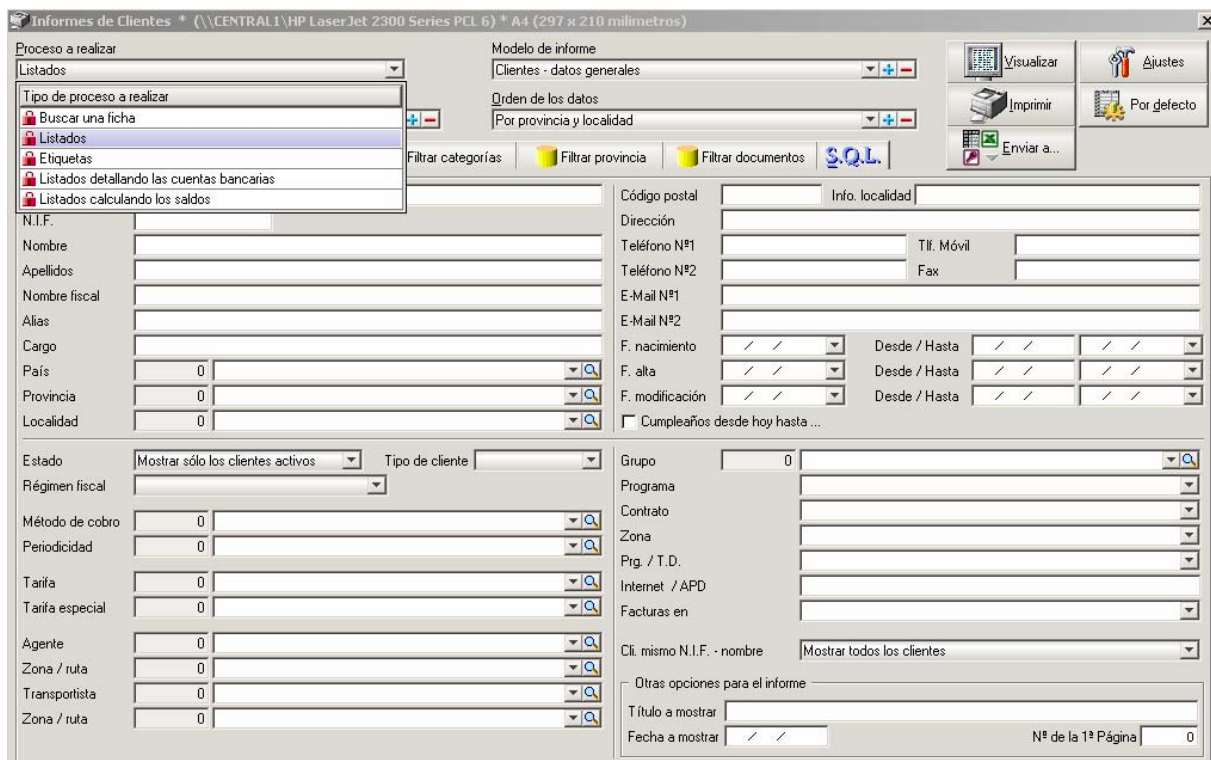 Informes de Clientes * (\\CENTRAL1\HP LaserJet 2300 Series PCL 6) * A4 (297 x 210 milimetros)
Proceso a realizar
Listados
Tipo de proceso a realizar
Buscar una ficha
Listados
Etiquetas
Listados detallando las cuentas bancarias
Listados calculando los saldos
Modelo de informe
Clientes - datos generales
Orden de los datos
Por provincia y localidad
Visualizar
Ajustes
Imprimir
Por defecto
Enviar a...
Filtrar categorías
Filtrar provincia
Filtrar documentos
S.Q.L.
N.I.F.
Nombre
Apellidos
Nombre fiscal
Alias
Cargo
País 0
Provincia 0
Localidad 0
Código postal Info. localidad
Dirección
Teléfono Nº1 Tlf. Móvil
Teléfono Nº2 Fax
E-Mail Nº1
E-Mail Nº2
F. nacimiento / / Desde / Hasta / / / /
F. alta / / Desde / Hasta / / / /
F. modificación / / Desde / Hasta / / / /
Cumpleaños desde hoy hasta ...
Estado Mostrar sólo los clientes activos Tipo de cliente
Régimen fiscal
Método de cobro 0
Periodicidad 0
Tarifa 0
Tarifa especial 0
Agente 0
Zona / ruta 0
Transportista 0
Zona / ruta 0
Grupo 0
Programa
Contrato
Zona
Prg. / T.D.
Internet / APD
Facturas en
Cli. mismo N.I.F. - nombre Mostrar todos los clientes
Otras opciones para el informe
Título a mostrar
Fecha a mostrar / / Nº de la 1ª Página 0